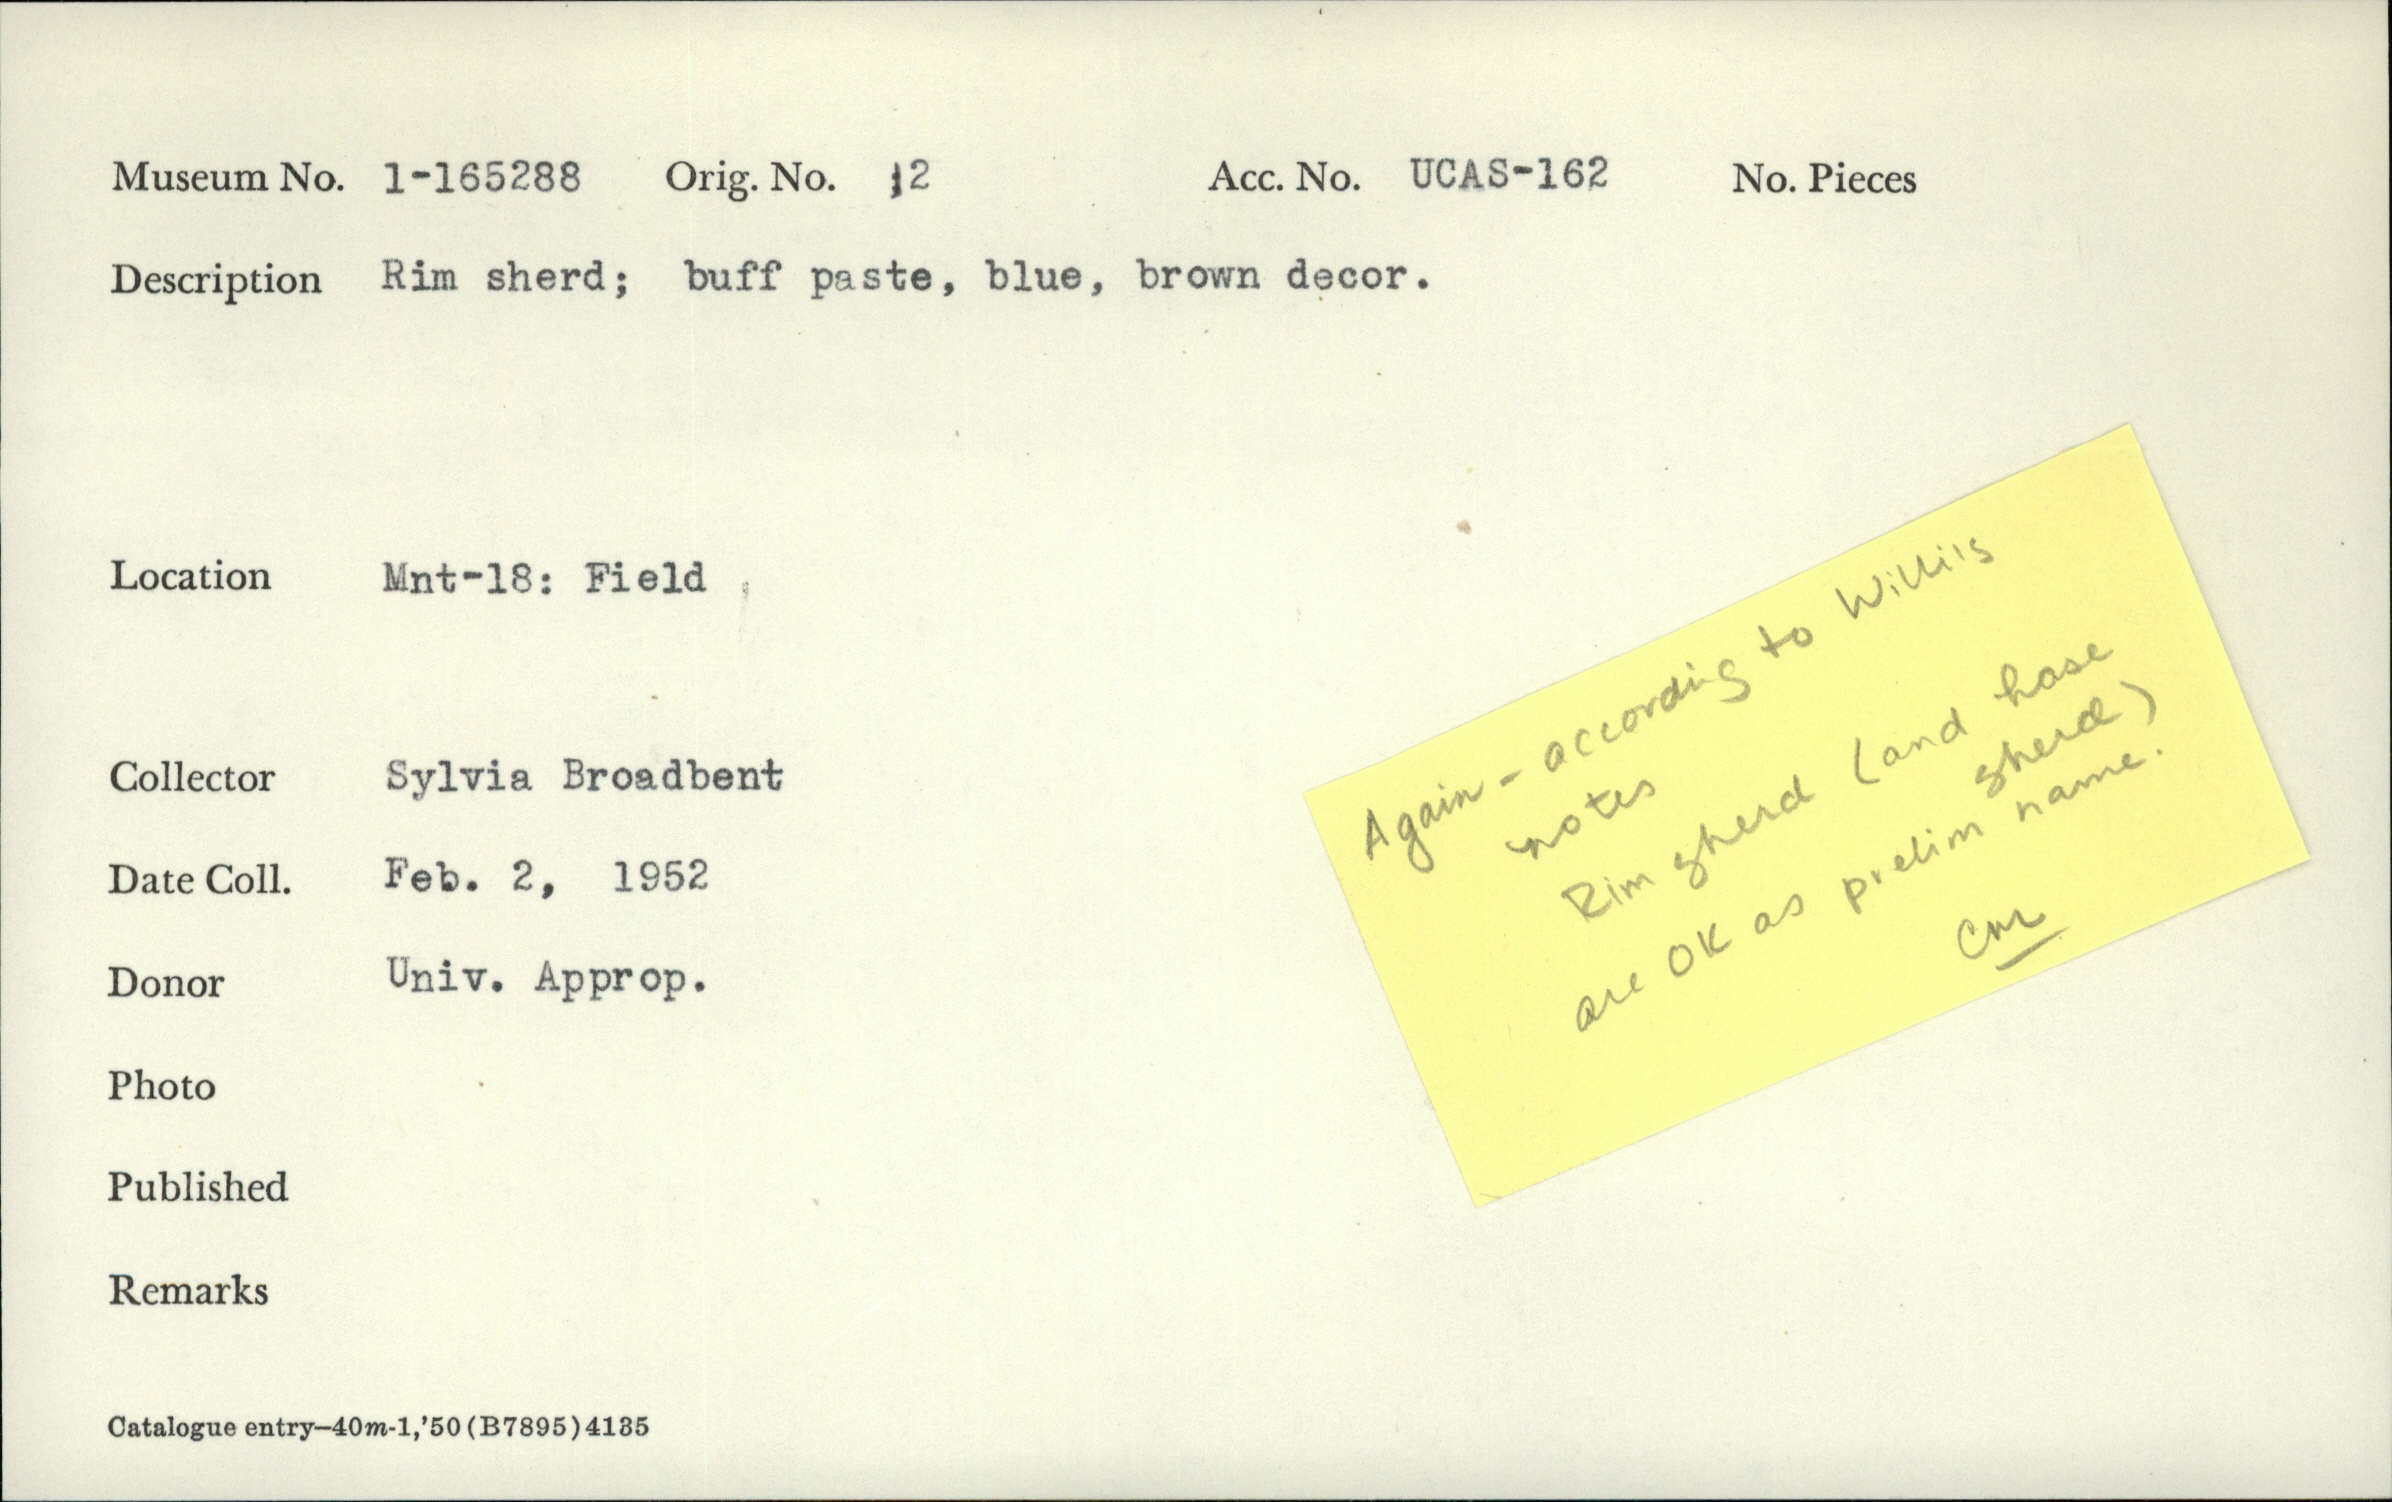 Museum No. 1-165288 Orig. No. 12 Acc. No. UCAS-162 No. Pieces
Description Rim sherd; buff paste, blue, brown decor.
Location Mnt-18: Field
Collector Sylvia Broadbent
Date Coll. Feb. 2, 1952
Donor Univ. Approp.
Photo
Published
Remarks
Catalogue entry—40m-1,'50 (B7895) 4135
Again - according to Willi's
notes
Rim sherd (and base
sherd)
are OK as prelim name.